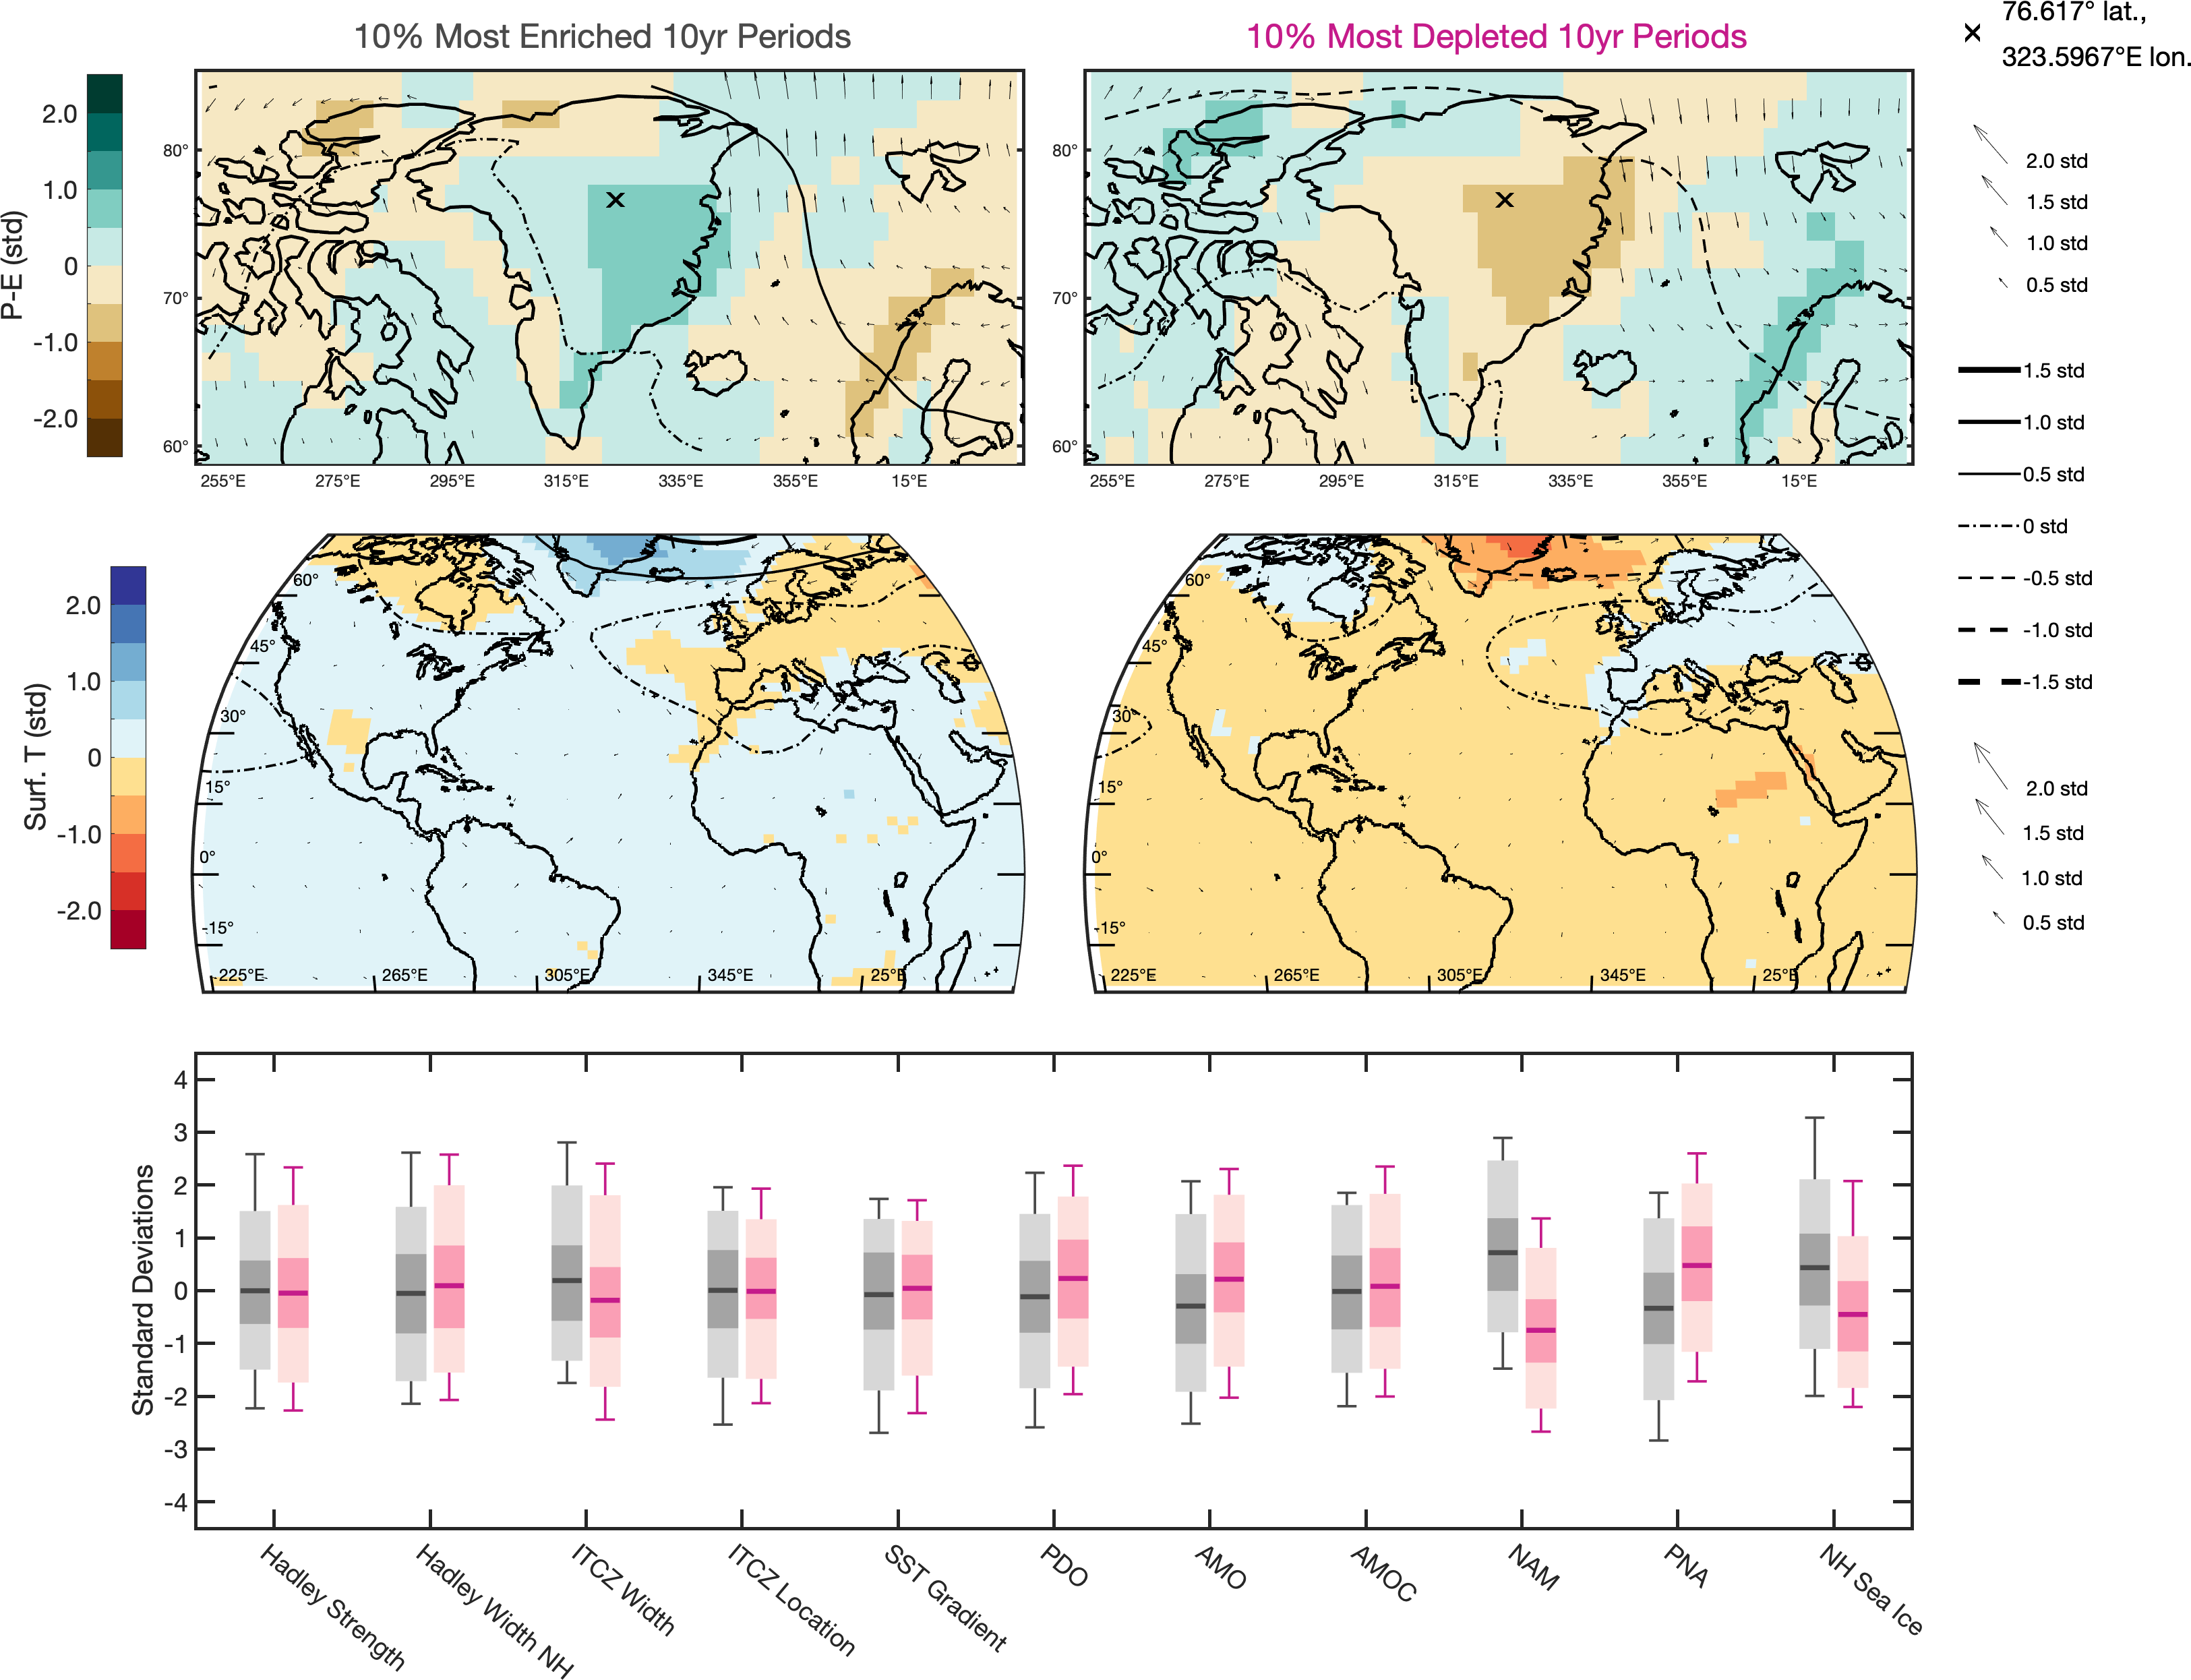 10% Most Enriched 10yr Periods
10% Most Depleted 10yr Periods
76.617° lat.,
323.5967°E lon.
P-E (std)
2.0
1.0
0
-1.0
-2.0
80°
70°
60°
255°E 275°E 295°E 315°E 335°E 355°E 15°E
80°
70°
60°
255°E 275°E 295°E 315°E 335°E 355°E 15°E
2.0 std
1.5 std
1.0 std
0.5 std
1.5 std
1.0 std
0.5 std
0 std
-0.5 std
-1.0 std
-1.5 std
Surf. T (std)
2.0
1.0
0
-1.0
-2.0
60°
45°
30°
15°
0°
-15°
225°E 265°E 305°E 345°E 25°E
60°
45°
30°
15°
0°
-15°
225°E 265°E 305°E 345°E 25°E
2.0 std
1.5 std
1.0 std
0.5 std
Standard Deviations
4
3
2
1
0
-1
-2
-3
-4
Hadley Strength
Hadley Width NH
ITCZ Width
ITCZ Location
SST Gradient
PDO
AMO
AMOC
NAM
PNA
NH Sea Ice